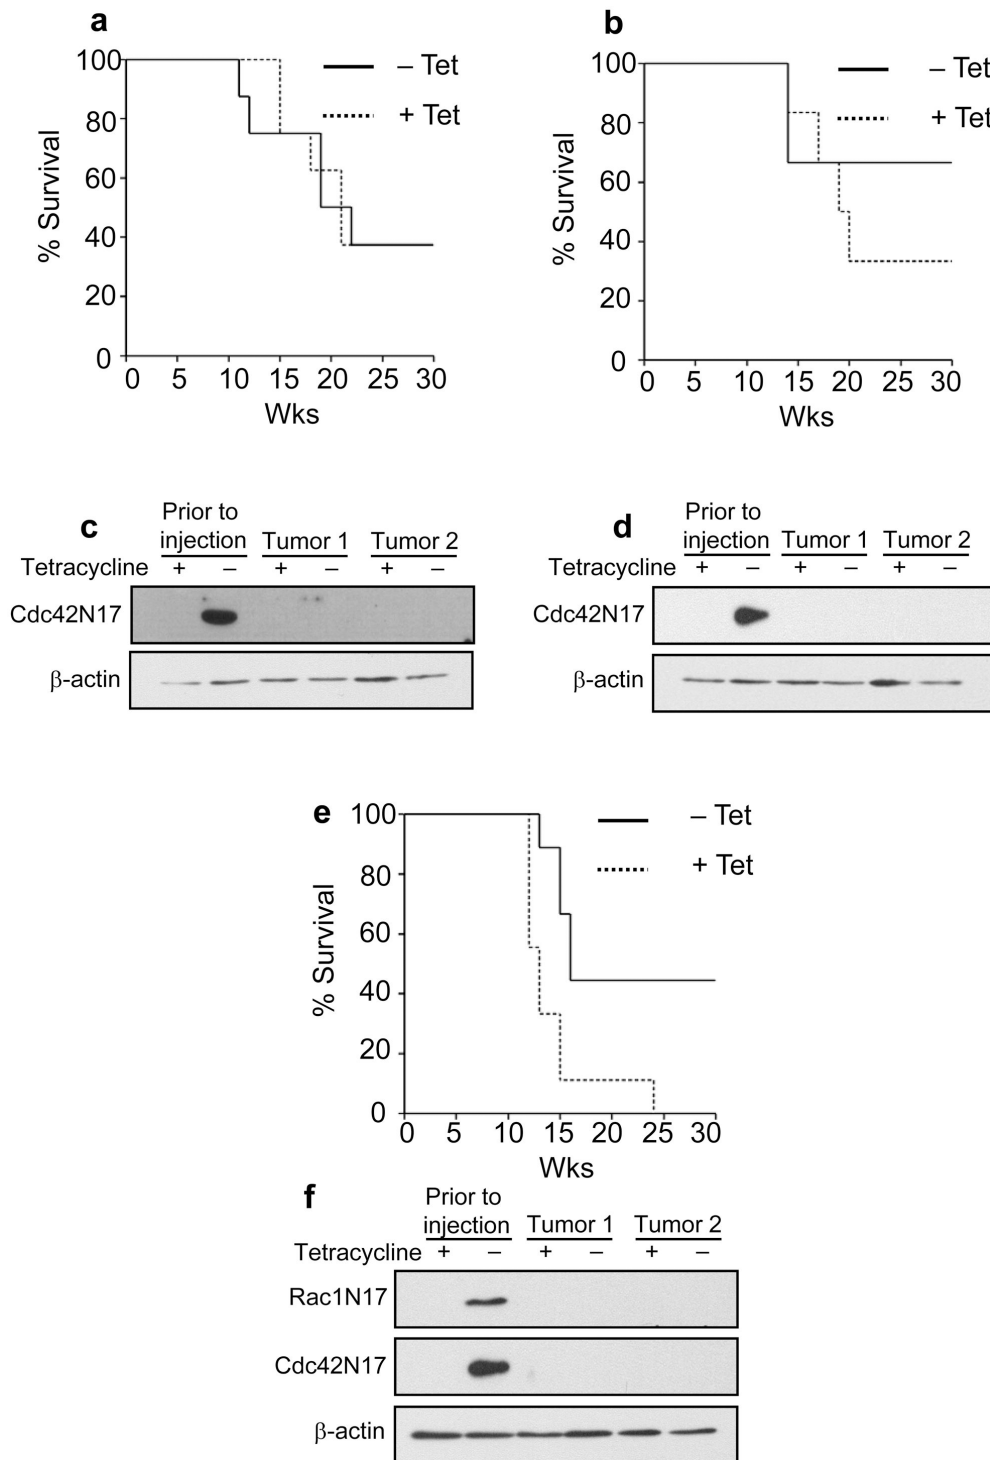 a
100
80
60
40
20
0
0 5 10 15 20 25 30
% Survival
Wks
– Tet
+ Tet
b
100
80
60
40
20
0
0 5 10 15 20 25 30
% Survival
Wks
– Tet
+ Tet
c
Prior to
injection Tumor 1 Tumor 2
Tetracycline + – + – + –
Cdc42N17
β-actin
d
Prior to
injection Tumor 1 Tumor 2
Tetracycline + – + – + –
Cdc42N17
β-actin
e
100
80
60
40
20
0
0 5 10 15 20 25 30
% Survival
Wks
– Tet
+ Tet
f
Prior to
injection Tumor 1 Tumor 2
Tetracycline + – + – + –
Rac1N17
Cdc42N17
β-actin